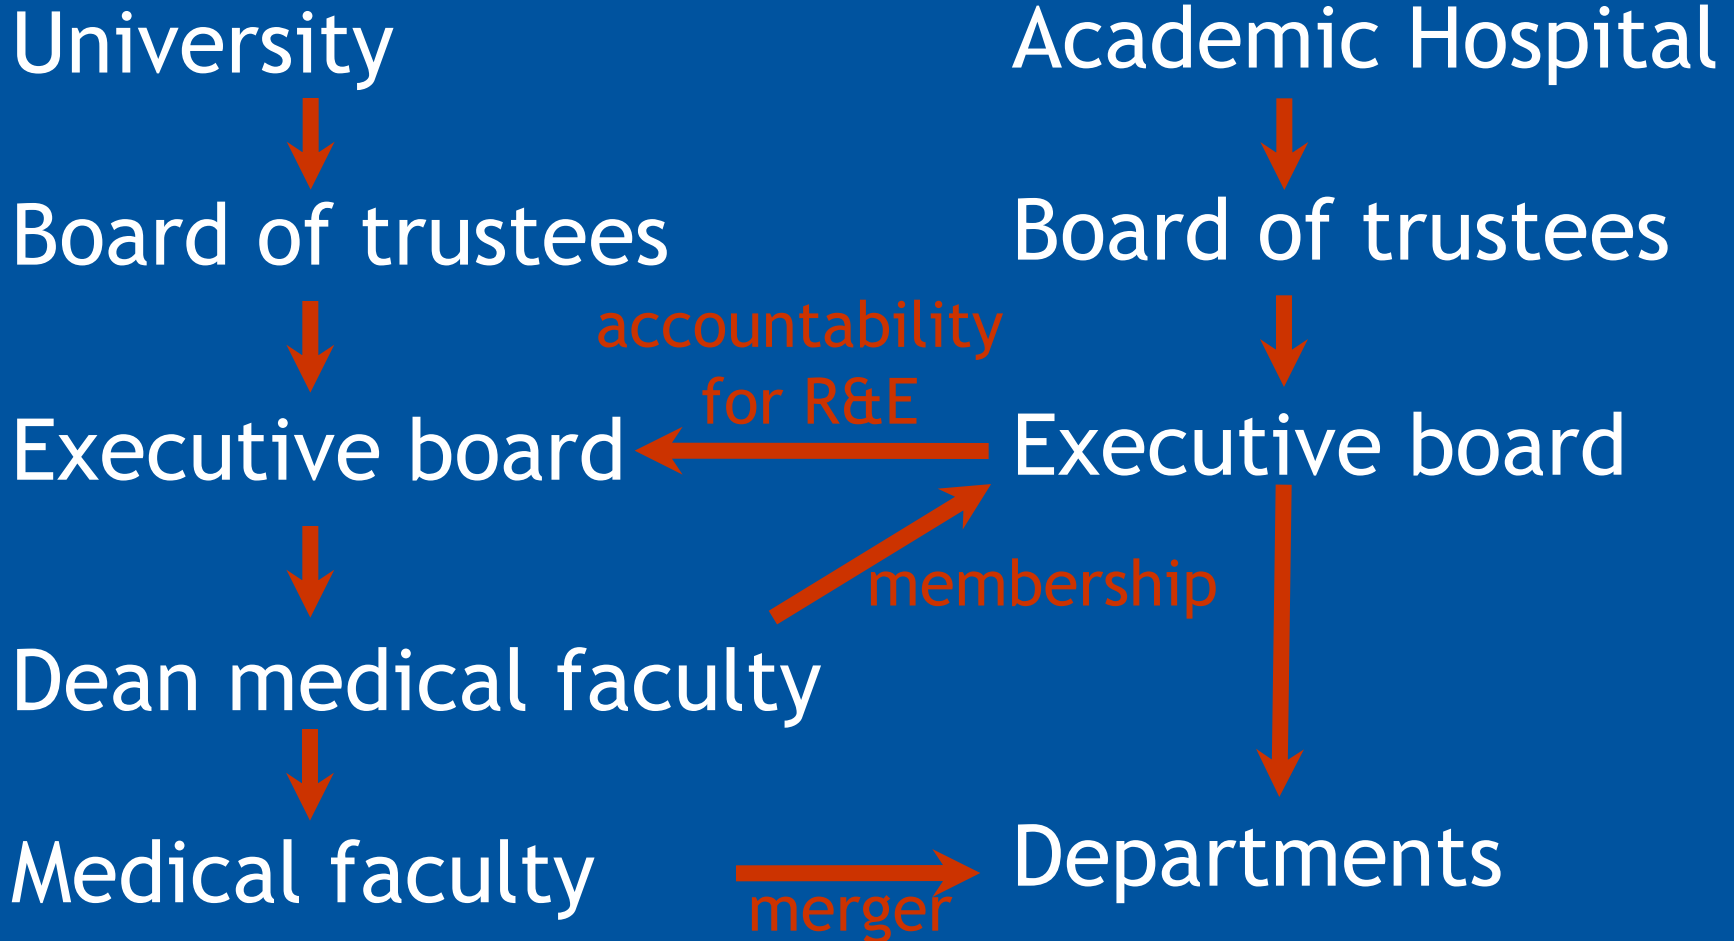 University
Academic Hospital
Board of trustees
Board of trustees
accountability
for R&E
Executive board
Executive board
membership
Dean medical faculty
Medical faculty
Departments
merger